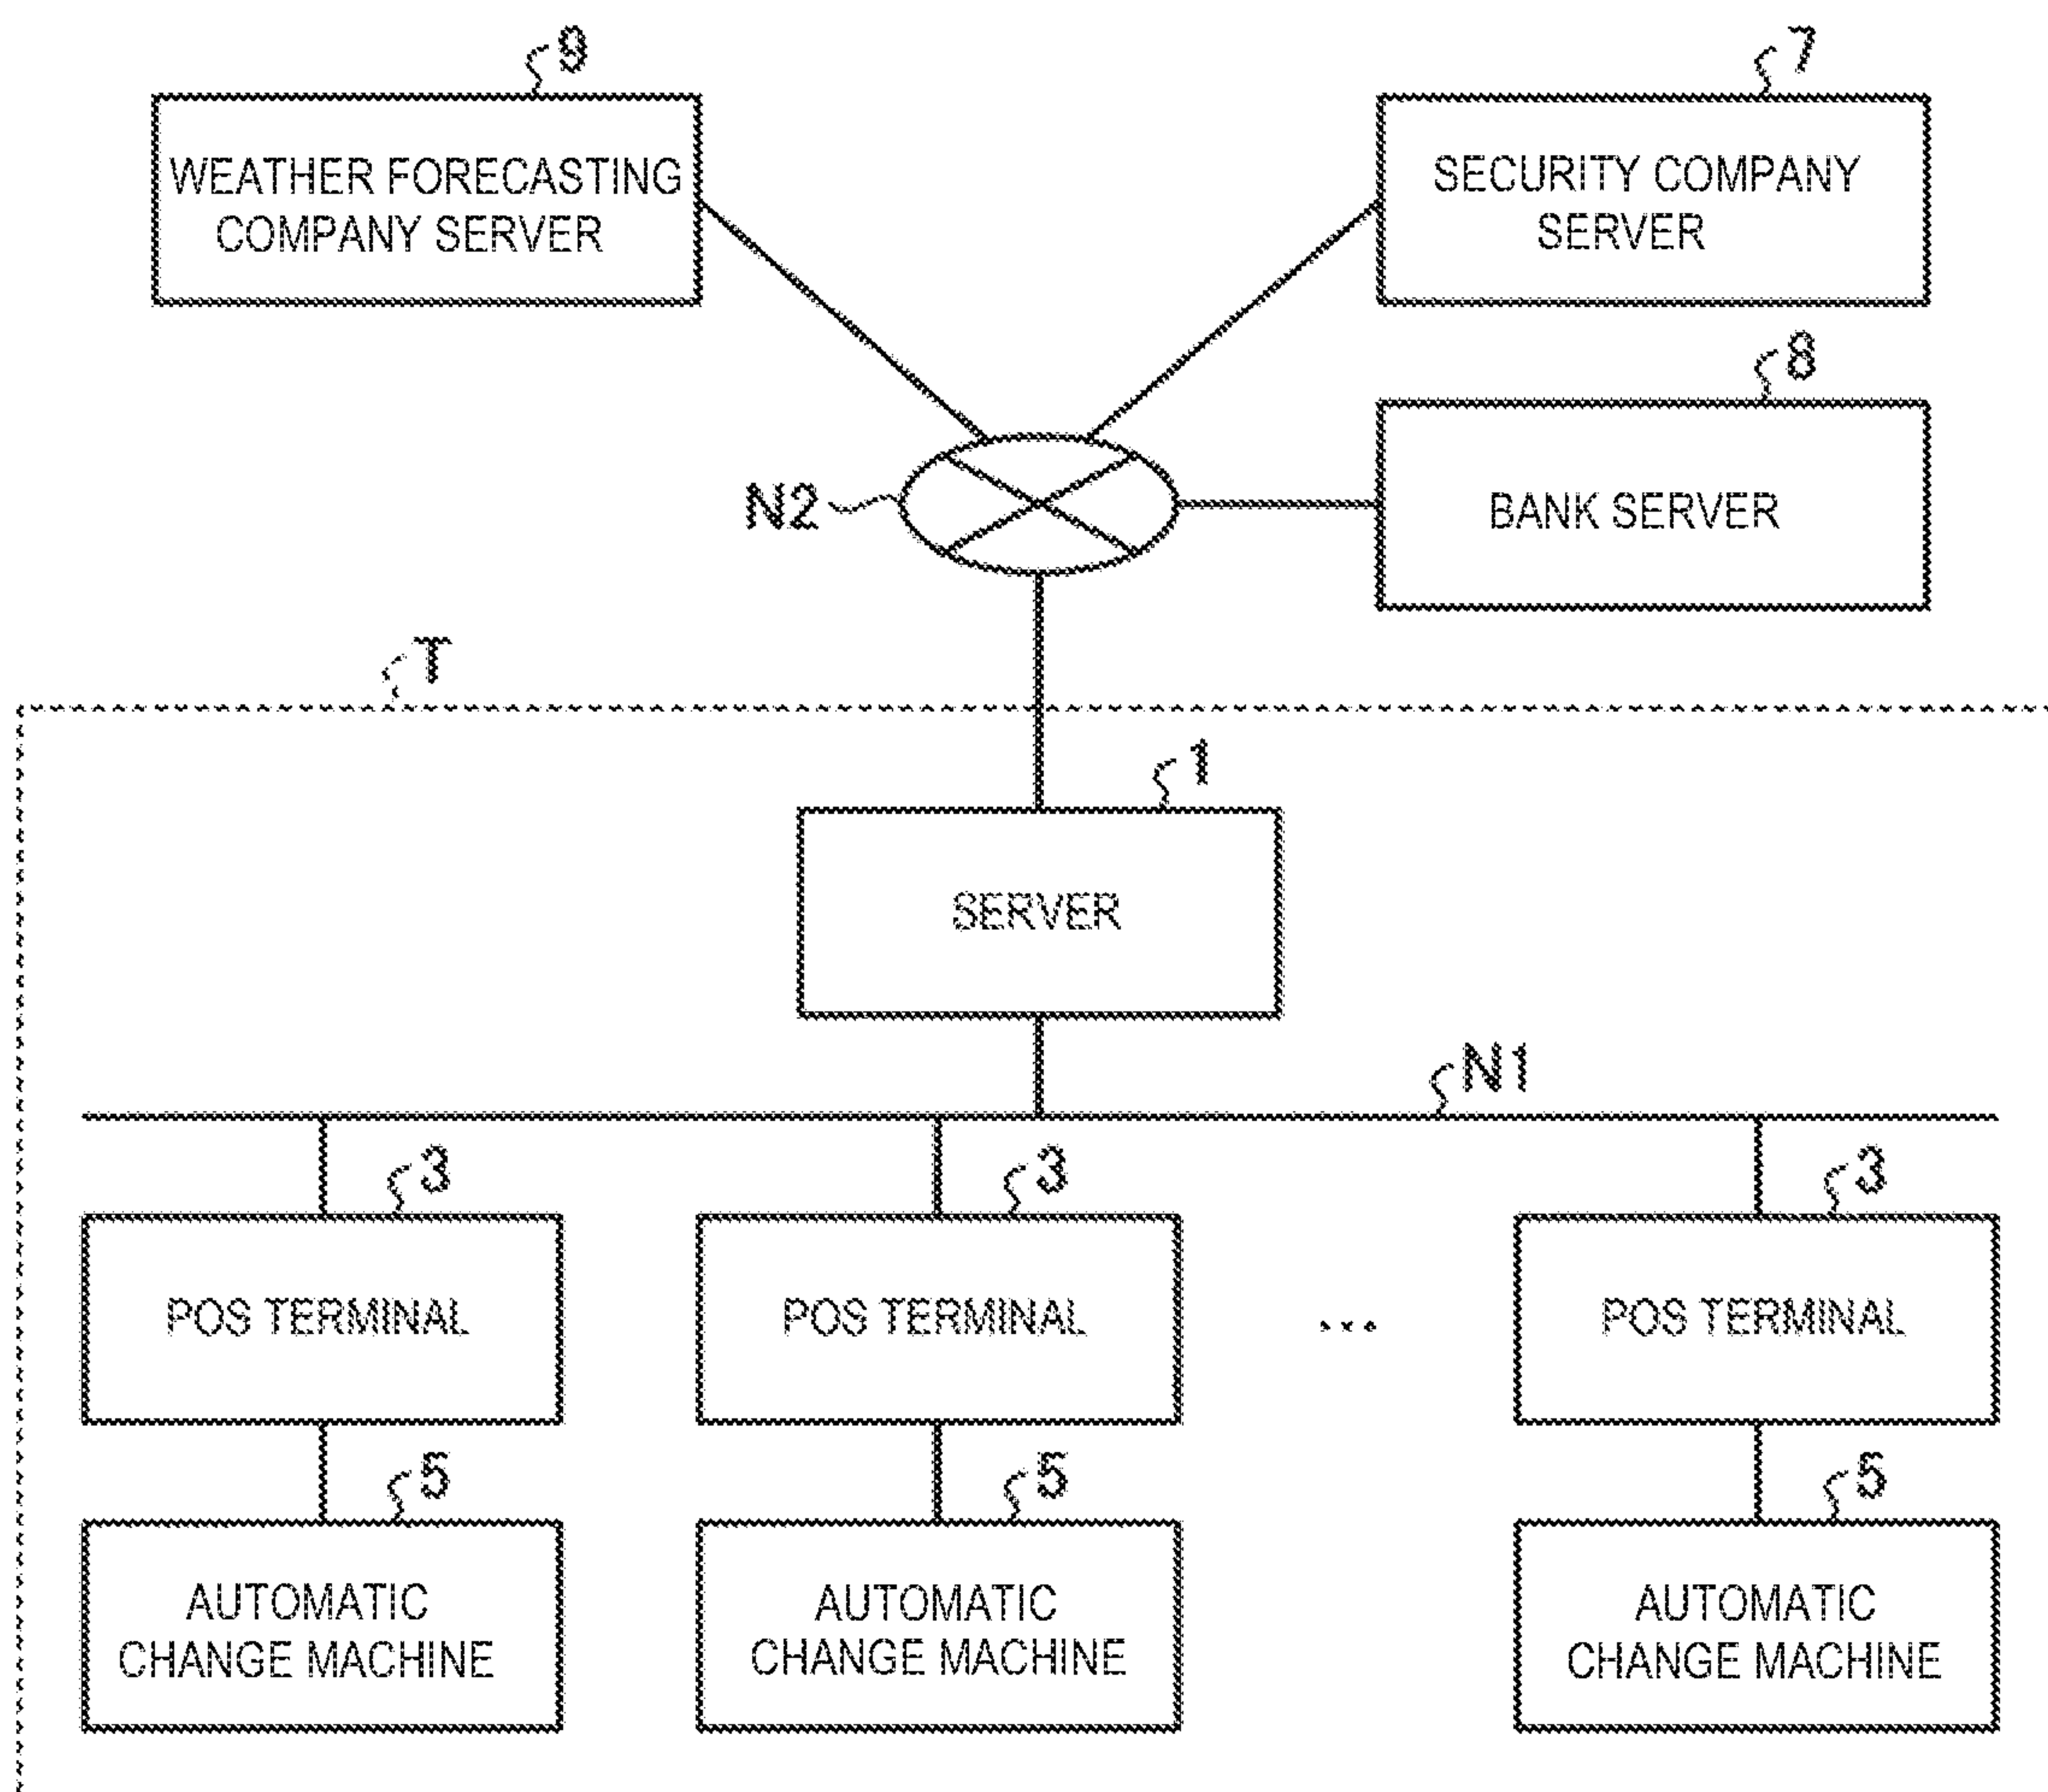 9
7
WEATHER FORECASTING
COMPANY SERVER
SECURITY COMPANY
SERVER
8
N2
BANK SERVER
T
1
SERVER
N1
3
3
3
POS TERMINAL
POS TERMINAL
...
POS TERMINAL
5
5
5
AUTOMATIC
CHANGE MACHINE
AUTOMATIC
CHANGE MACHINE
AUTOMATIC
CHANGE MACHINE